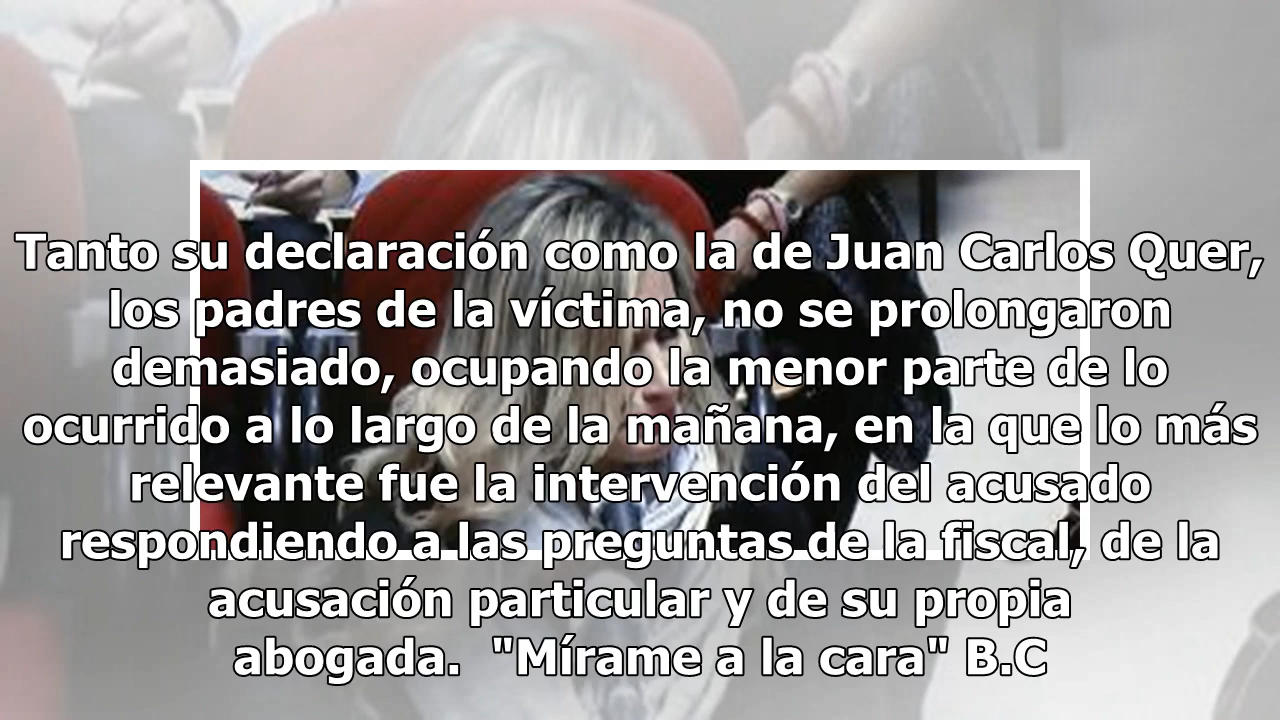 Tanto su declaración como la de Juan Carlos Quer,
los padres de la víctima, no se prolongaron
demasiado, ocupando la menor parte de lo
ocurrido a lo largo de la mañana, en la que lo más
relevante fue la intervención del acusado
respondiendo a las preguntas de la fiscal, de la
acusación particular y de su propia
abogada.  "Mírame a la cara" B.C